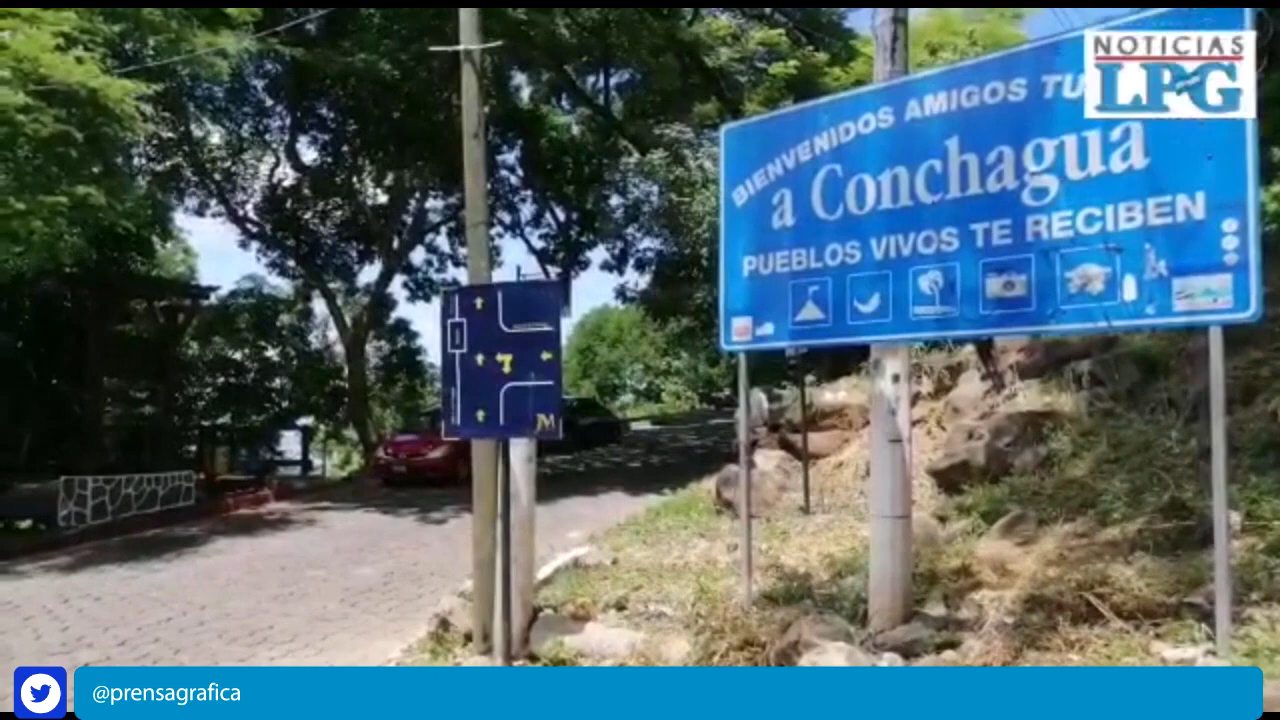 NOTICIAS
LPG
BIENVENIDOS AMIGOS TU
a Conchagua
PUEBLOS VIVOS TE RECIBEN
@prensagrafica